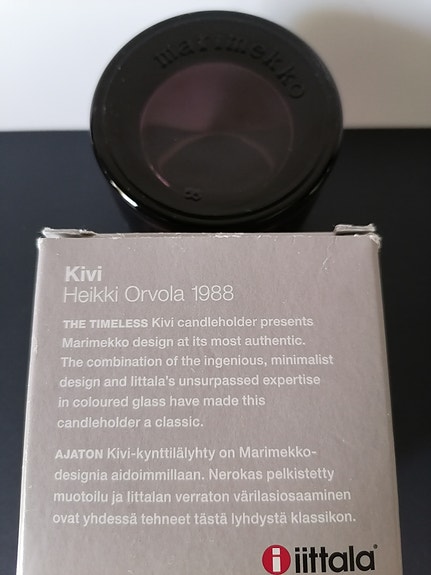 marimekko
8
Kivi
Heikki Orvola 1988
THE TIMELESS Kivi candleholder presents
Marimekko design at its most authentic.
The combination of the ingenious, minimalist
design and Iittala's unsurpassed expertise
in coloured glass have made this
candleholder a classic.
AJATON Kivi-kynttilälyhty on Marimekko-
designia aidoimmillaan. Nerokas pelkistetty
muotoilu ja Iittalan verraton värilasiosaaminen
ovat yhdessä tehneet tästä lyhdystä klassikon.
i iittala®